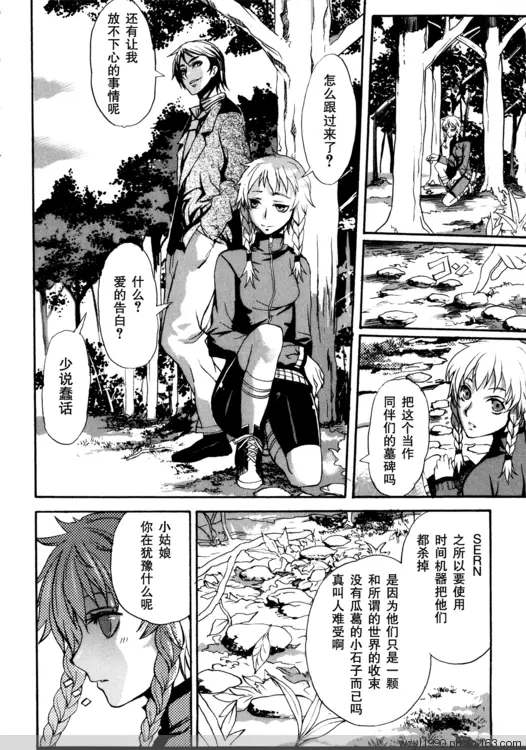 怎么跟过来了？
还有让我
放不下心的事情呢
什么？
爱的告白？
少说蠢话
コッ
把这个当作
同伴们的墓碑吗
SERN
之所以要使用
时间机器把他们
都杀掉
是因为他们只是一颗
和所谓的世界的收束
没有瓜葛的小石子而已吗
真叫人难受啊
小姑娘
你在犹豫什么呢